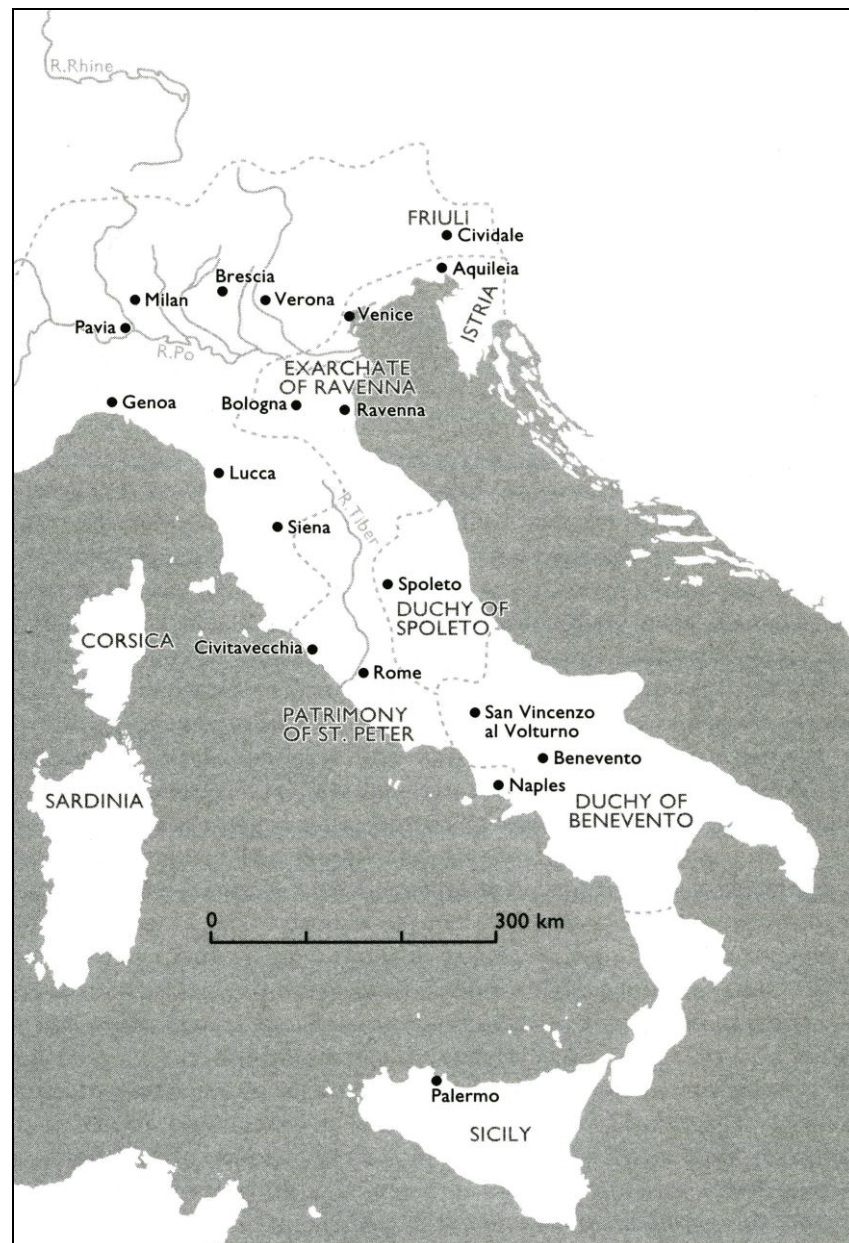 R.Rhine
FRIULI
Cividale
Aquileia
Brescia
Milan
Verona
Venice
ISTRIA
Pavia
R.Po
EXARCHATE
OF RAVENNA
Genoa
Bologna
Ravenna
Lucca
R.Tiber
Siena
Spoleto
DUCHY OF
SPOLETO
CORSICA
Civitavecchia
Rome
PATRIMONY
OF ST. PETER
San Vincenzo
al Volturno
Benevento
Naples
SARDINIA
DUCHY OF
BENEVENTO
0
300 km
Palermo
SICILY